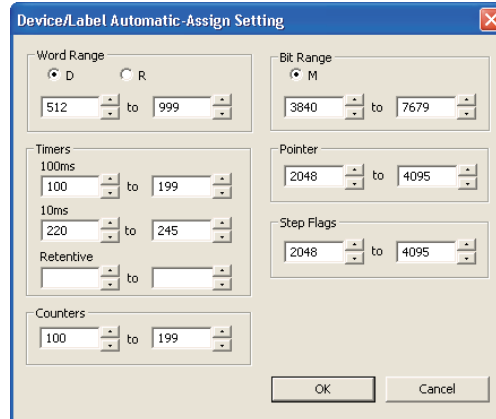 Device/Label Automatic-Assign Setting
Word Range
D R
512 to 999
Timers
100ms
100 to 199
10ms
220 to 245
Retentive
to
Counters
100 to 199
Bit Range
M
3840 to 7679
Pointer
2048 to 4095
Step Flags
2048 to 4095
OK Cancel